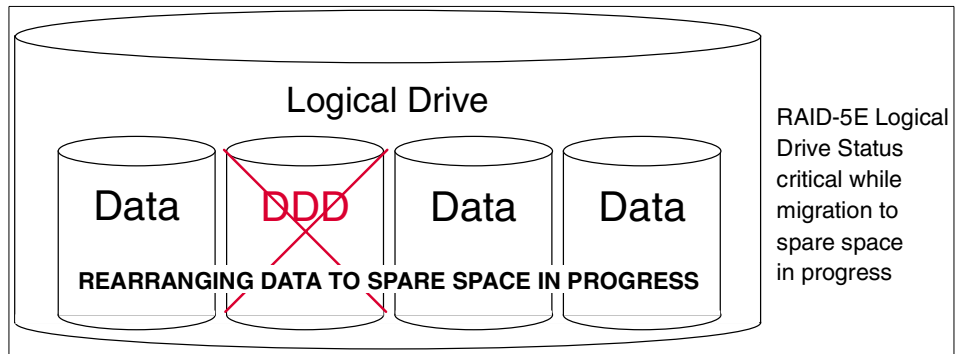 Logical Drive
Data
DDD
Data
Data
REARRANGING DATA TO SPARE SPACE IN PROGRESS
RAID-5E Logical
Drive Status
critical while
migration to
spare space
in progress